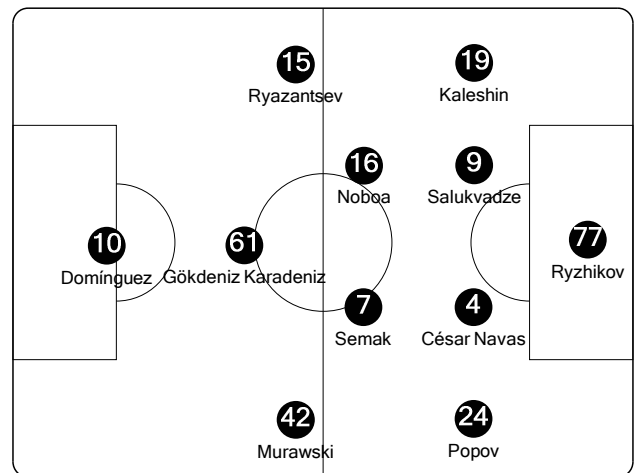 15
Ryazantsev
19
Kaleshin
16
Noboa
9
Salukvadze
10
Domínguez
61
Gökdeniz Karadeniz
77
Ryzhikov
7
Semak
4
César Navas
42
Murawski
24
Popov